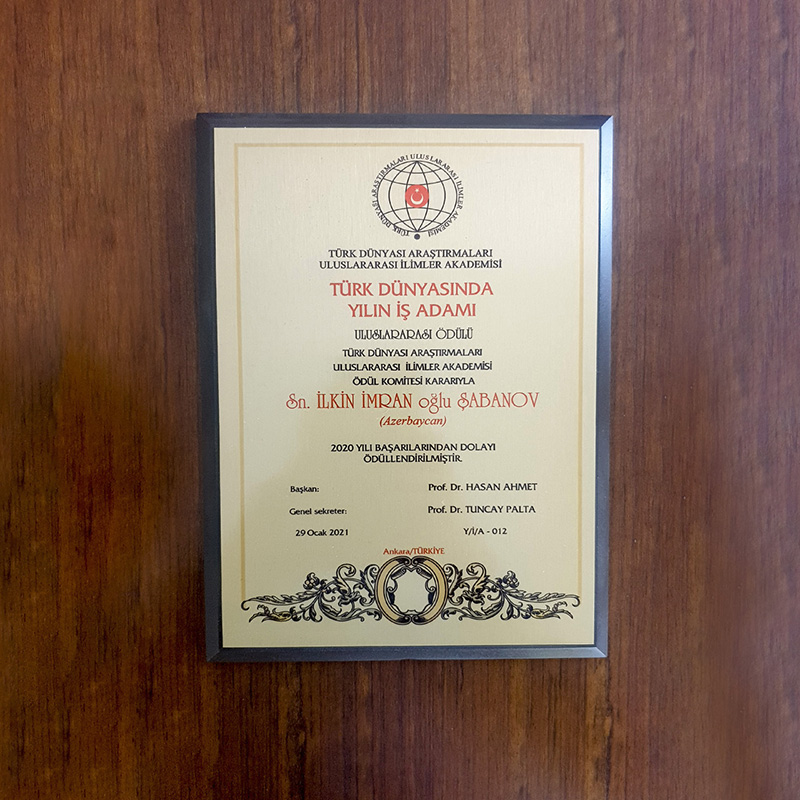 TÜRK DÜNYASI ARAŞTIRMALARI ULUSLARARASI İLİMLER AKADEMİSİ
TÜRK DÜNYASI ARAŞTIRMALARI
ULUSLARARASI İLİMLER AKADEMİSİ
TÜRK DÜNYASINDA
YILIN İŞ ADAMI
ULUSLARARASI ÖDÜLÜ
TÜRK DÜNYASI ARAŞTIRMALARI
ULUSLARARASI İLİMLER AKADEMİSİ
ÖDÜL KOMİTESİ KARARIYLA
Sn. İLKİN İMRAN oğlu ŞABANOV
(Azerbaycan)
2020 YILI BAŞARILARINDAN DOLAYI
ÖDÜLLENDİRİLMİŞTİR.
Başkan: Prof. Dr. HASAN AHMET
Genel sekreter: Prof. Dr. TUNCAY PALTA
29 Ocak 2021 Y/İ/A - 012
Ankara/TÜRKİYE